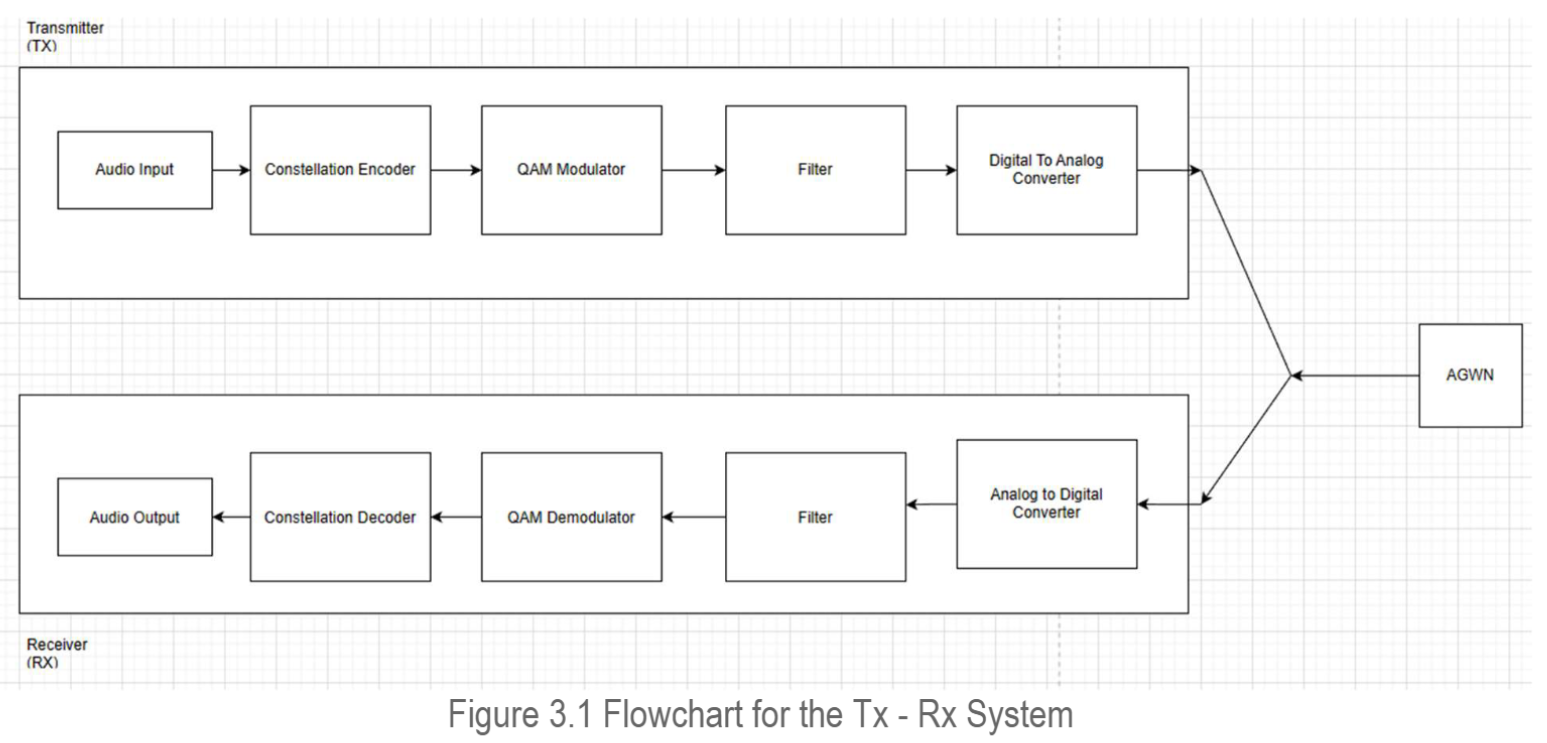 Transmitter
(TX)
Audio Input
Constellation Encoder
QAM Modulator
Filter
Digital To Analog
Converter
AGWN
Analog to Digital
Converter
Filter
QAM Demodulator
Constellation Decoder
Audio Output
Receiver
(RX)
Figure 3.1 Flowchart for the Tx - Rx System